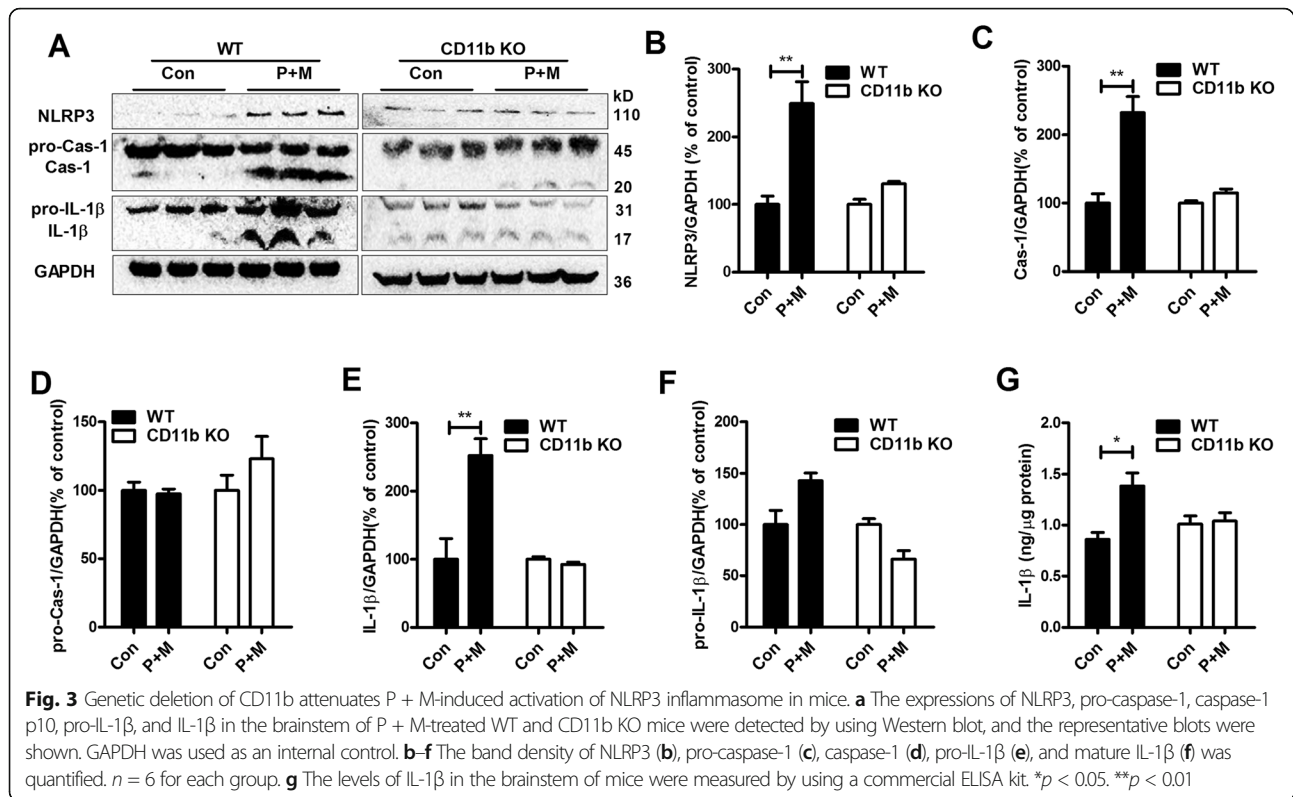 A
WT
CD11b KO
Con
P+M
Con
P+M
kD
NLRP3
110
pro-Cas-1
45
Cas-1
20
pro-IL-1β
31
IL-1β
17
GAPDH
36
B
**
WT
CD11b KO
NLRP3/GAPDH (% of control)
300
200
100
0
Con
P+M
Con
P+M
C
**
WT
CD11b KO
Cas-1/GAPDH(% of control)
300
200
100
0
Con
P+M
Con
P+M
D
WT
CD11b KO
pro-Cas-1/GAPDH(% of control)
150
100
50
0
Con
P+M
Con
P+M
E
**
WT
CD11b KO
IL-1β/GAPDH(% of control)
300
200
100
0
Con
P+M
Con
P+M
F
WT
CD11b KO
pro-IL-1β/GAPDH(% of control)
200
150
100
50
0
Con
P+M
Con
P+M
G
*
WT
CD11b KO
IL-1β (ng/μg protein)
2.0
1.5
1.0
0.5
0.0
Con
P+M
Con
P+M
Fig. 3 Genetic deletion of CD11b attenuates P + M-induced activation of NLRP3 inflammasome in mice. a The expressions of NLRP3, pro-caspase-1, caspase-1
p10, pro-IL-1β, and IL-1β in the brainstem of P + M-treated WT and CD11b KO mice were detected by using Western blot, and the representative blots were
shown. GAPDH was used as an internal control. b–f The band density of NLRP3 (b), pro-caspase-1 (c), caspase-1 (d), pro-IL-1β (e), and mature IL-1β (f) was
quantified. n = 6 for each group. g The levels of IL-1β in the brainstem of mice were measured by using a commercial ELISA kit. *p < 0.05. **p < 0.01